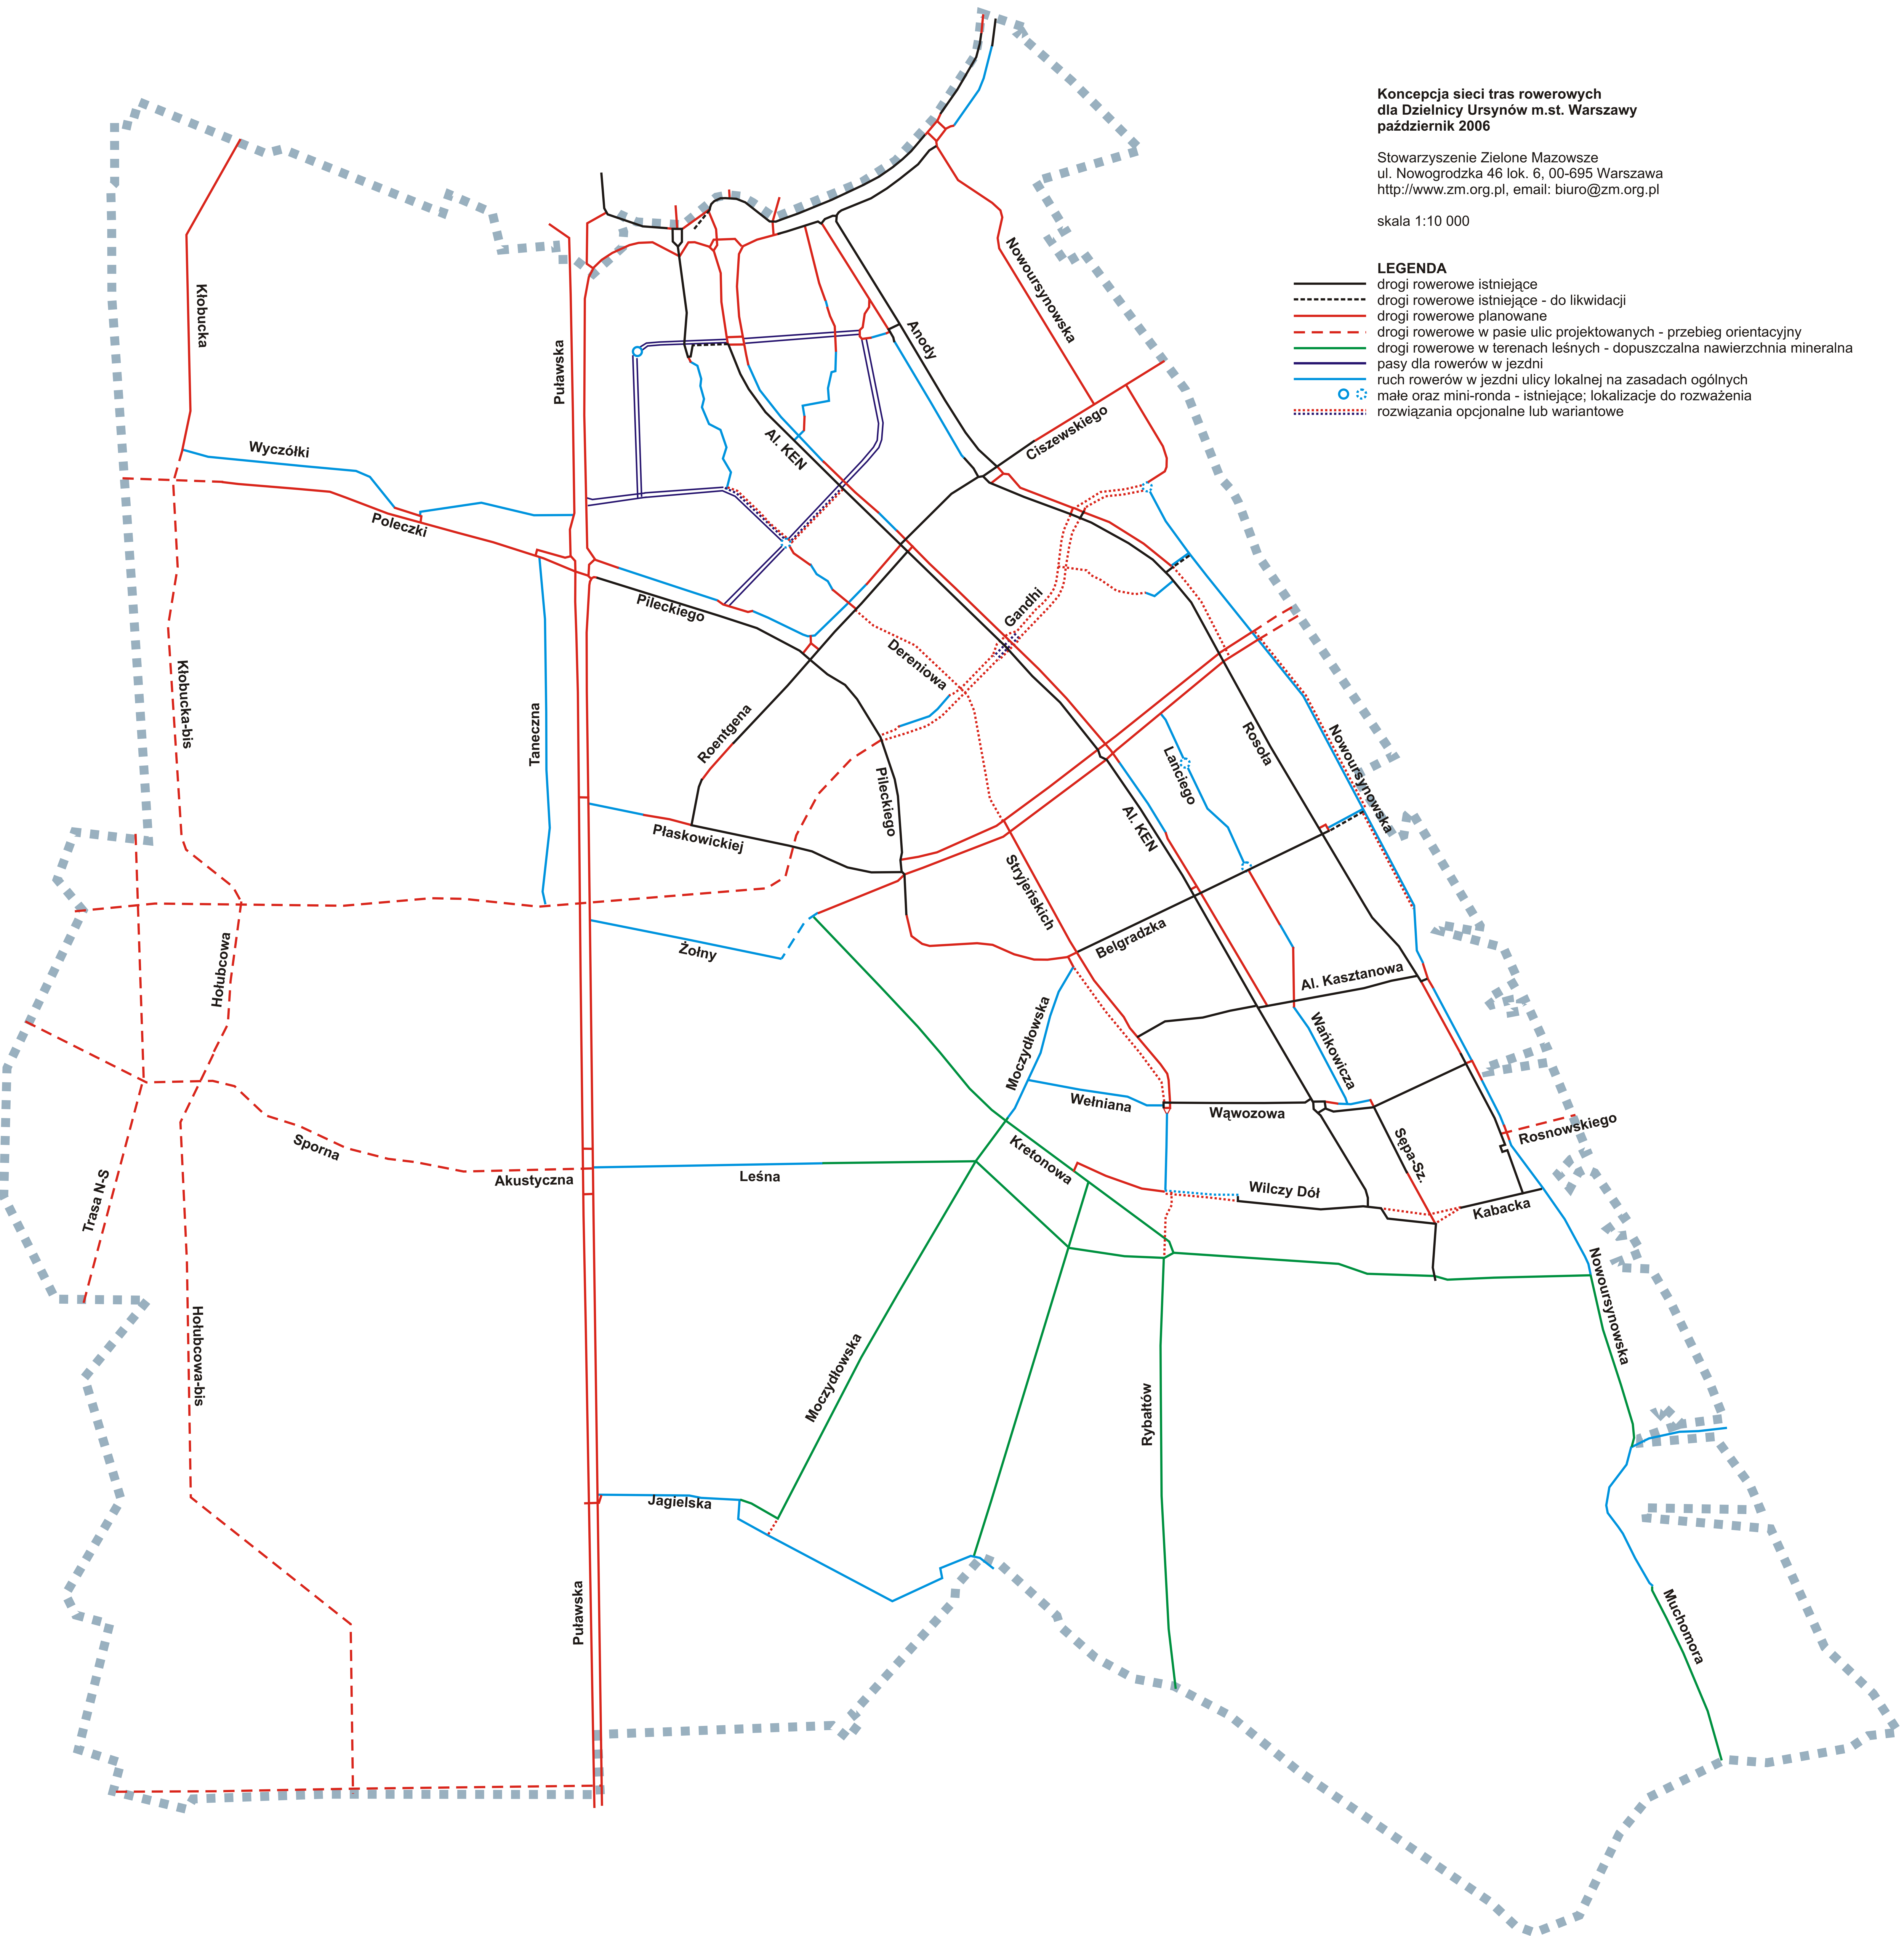 Koncepcja sieci tras rowerowych
dla Dzielnicy Ursynów m.st. Warszawy
październik 2006
Stowarzyszenie Zielone Mazowsze
ul. Nowogrodzka 46 lok. 6, 00-695 Warszawa
http://www.zm.org.pl, email: biuro@zm.org.pl
skala 1:10 000
LEGENDA
drogi rowerowe istniejące
drogi rowerowe istniejące - do likwidacji
drogi rowerowe planowane
drogi rowerowe w pasie ulic projektowanych - przebieg orientacyjny
drogi rowerowe w terenach leśnych - dopuszczalna nawierzchnia mineralna
pasy dla rowerów w jezdni
ruch rowerów w jezdni ulicy lokalnej na zasadach ogólnych
małe oraz mini-ronda - istniejące; lokalizacje do rozważenia
rozwiązania opcjonalne lub wariantowe
Nowoursynowska
Kłobucka
Anody
Puławska
Ciszewskiego
Al. KEN
Wyczółki
Poleczki
Pileckiego
Gandhi
Dereniowa
Kłobucka-bis
Taneczna
Roentgena
Rosoła
Nowoursynowska
Lanciego
Pileckiego
Al. KEN
Płaskowickiej
Stryjeńskich
Belgradzka
Żołny
Hołubcowa
Al. Kasztanowa
Moczydłowska
Wańkowicza
Wełniana
Wąwozowa
Rosnowskiego
Sporna
Kretonowa
Sępa-Sz.
Akustyczna
Leśna
Wilczy Dół
Kabacka
Trasa N-S
Nowoursynowska
Hołubcowa-bis
Moczydłowska
Rybałtów
Jagielska
Puławska
Muchomora